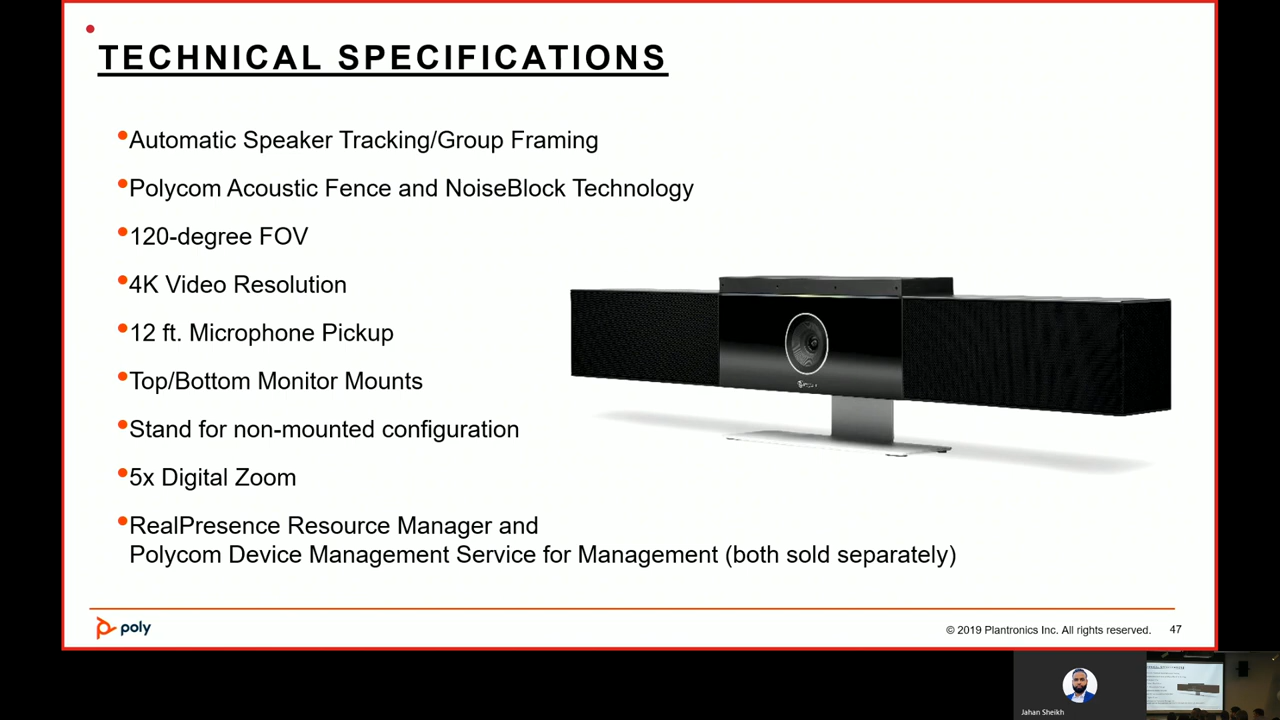 TECHNICAL SPECIFICATIONS
•Automatic Speaker Tracking/Group Framing
•Polycom Acoustic Fence and NoiseBlock Technology
•120-degree FOV
•4K Video Resolution
•12 ft. Microphone Pickup
•Top/Bottom Monitor Mounts
•Stand for non-mounted configuration
•5x Digital Zoom
•RealPresence Resource Manager and
Polycom Device Management Service for Management (both sold separately)
poly
© 2019 Plantronics Inc. All rights reserved. 47
Jahan Sheikh